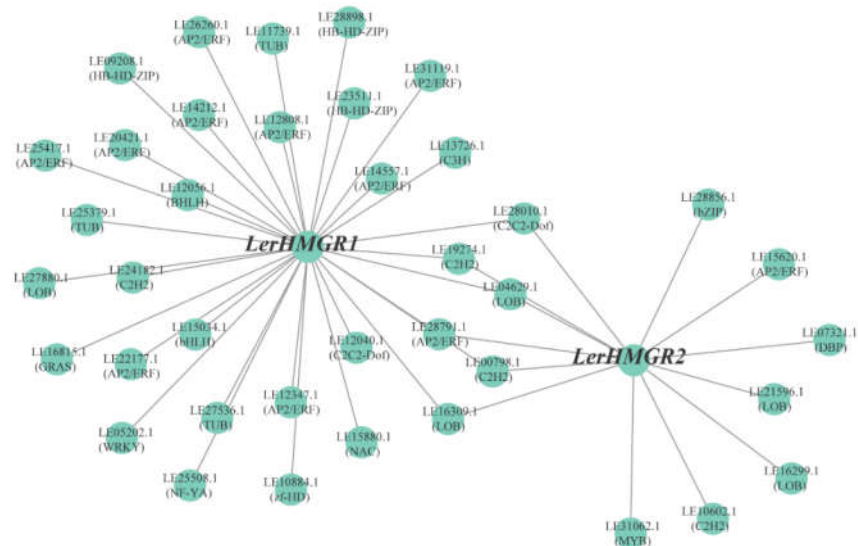 LE28898.1
(HB-HD-ZIP)
LE26260.1
(AP2/ERF)
LE11739.1
(TUB)
LE09208.1
(HB-HD-ZIP)
LE31119.1
(AP2/ERF)
LE14212.1
(AP2/ERF)
LE12808.1
(AP2/ERF)
LE23511.1
(HB-HD-ZIP)
LE25417.1
(AP2/ERF)
LE20421.1
(AP2/ERF)
LE13726.1
(C3H)
LE12056.1
(BHLH)
LE14557.1
(AP2/ERF)
LE25379.1
(TUB)
LE28010.1
(C2C2-Dof)
LE28856.1
(bZIP)
LerHMGR1
LE27880.1
(LOB)
LE24182.1
(C2H2)
LE19274.1
(C2H2)
LE04629.1
(LOB)
LE15620.1
(AP2/ERF)
LE16815.1
(GRAS)
LE22177.1
(AP2/ERF)
LE15034.1
(bHLH)
LE12040.1
(C2C2-Dof)
LE28791.1
(AP2/ERF)
LE00798.1
(C2H2)
LerHMGR2
LE07321.1
(DBP)
LE05202.1
(WRKY)
LE27536.1
(TUB)
LE12347.1
(AP2/ERF)
LE15880.1
(NAC)
LE16309.1
(LOB)
LE21596.1
(LOB)
LE25508.1
(NF-YA)
LE10884.1
(zf-HD)
LE16299.1
(LOB)
LE31062.1
(MYB)
LE10602.1
(C2H2)